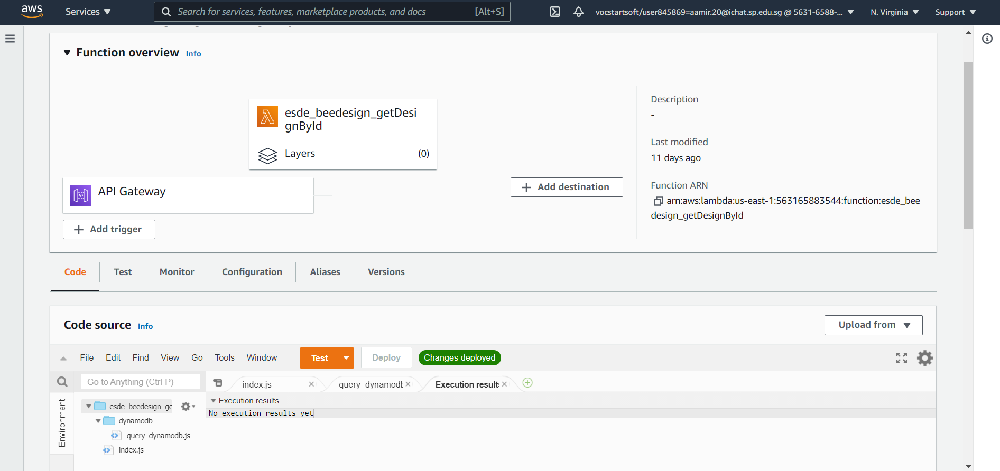 aws
Services
Search for services, features, marketplace products, and docs
[Alt+S]
vocstartsoft/user845869=aamir.20@ichat.sp.edu.sg @ 5631-6588-...
N. Virginia
Support
Function overview Info
esde_beedesign_getDesi
gnById
Layers (0)
API Gateway
Add trigger
Add destination
Description
-
Last modified
11 days ago
Function ARN
arn:aws:lambda:us-east-1:563165883544:function:esde_bee
design_getDesignById
Code Test Monitor Configuration Aliases Versions
Code source Info
Upload from
File Edit Find View Go Tools Window
Test
Deploy
Changes deployed
Go to Anything (Ctrl-P)
index.js
query_dynamodb
Execution results
Environment
esde_beedesign_ge
dynamodb
query_dynamodb.js
index.js
Execution results
No execution results yet